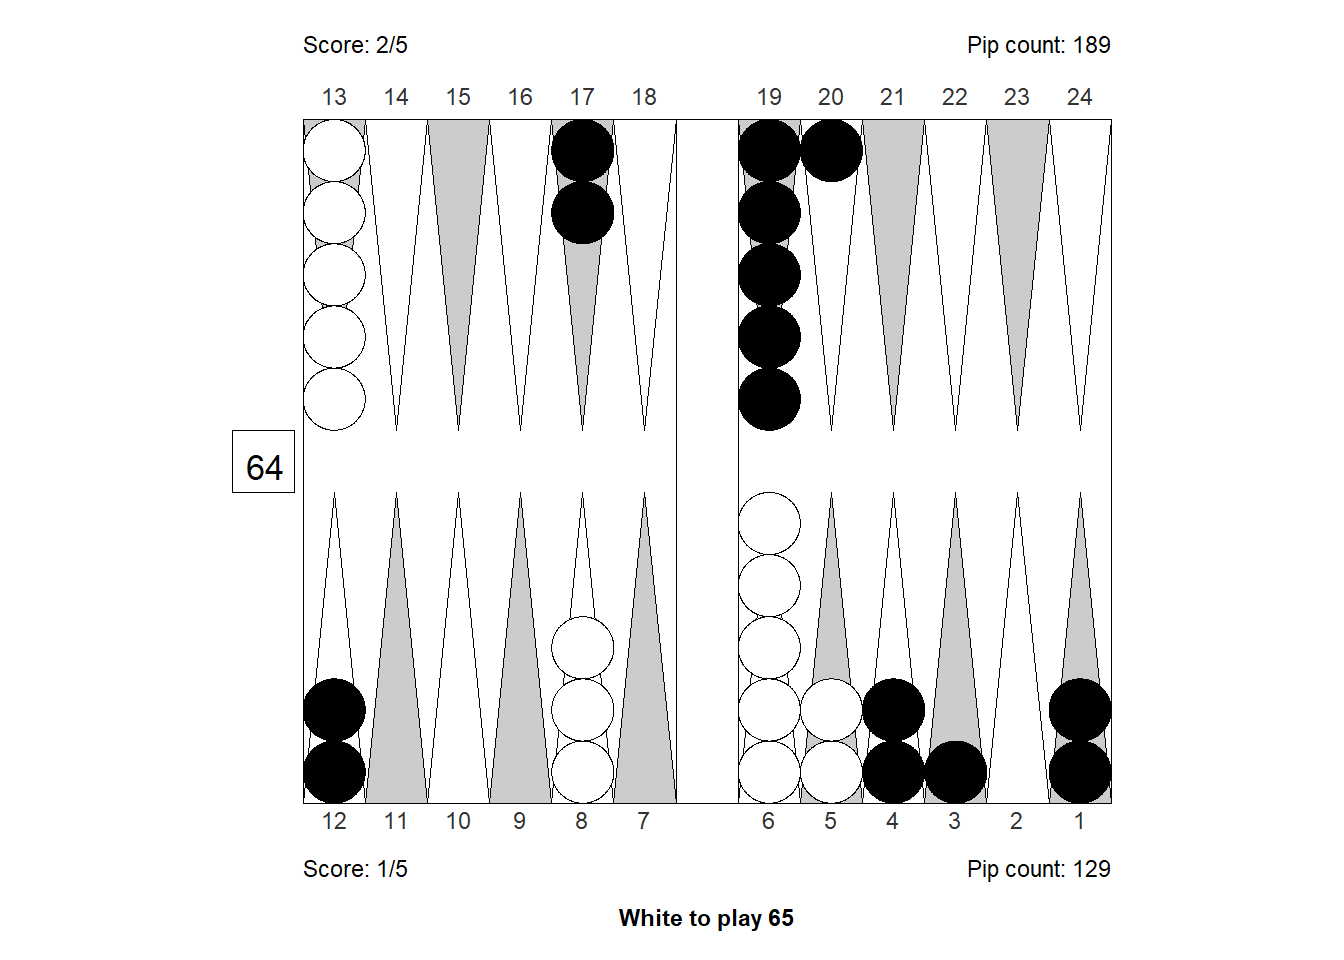 Score: 2/5 Pip count: 189
13 14 15 16 17 18 19 20 21 22 23 24
64
12 11 10 9 8 7 6 5 4 3 2 1
Score: 1/5 Pip count: 129
White to play 65